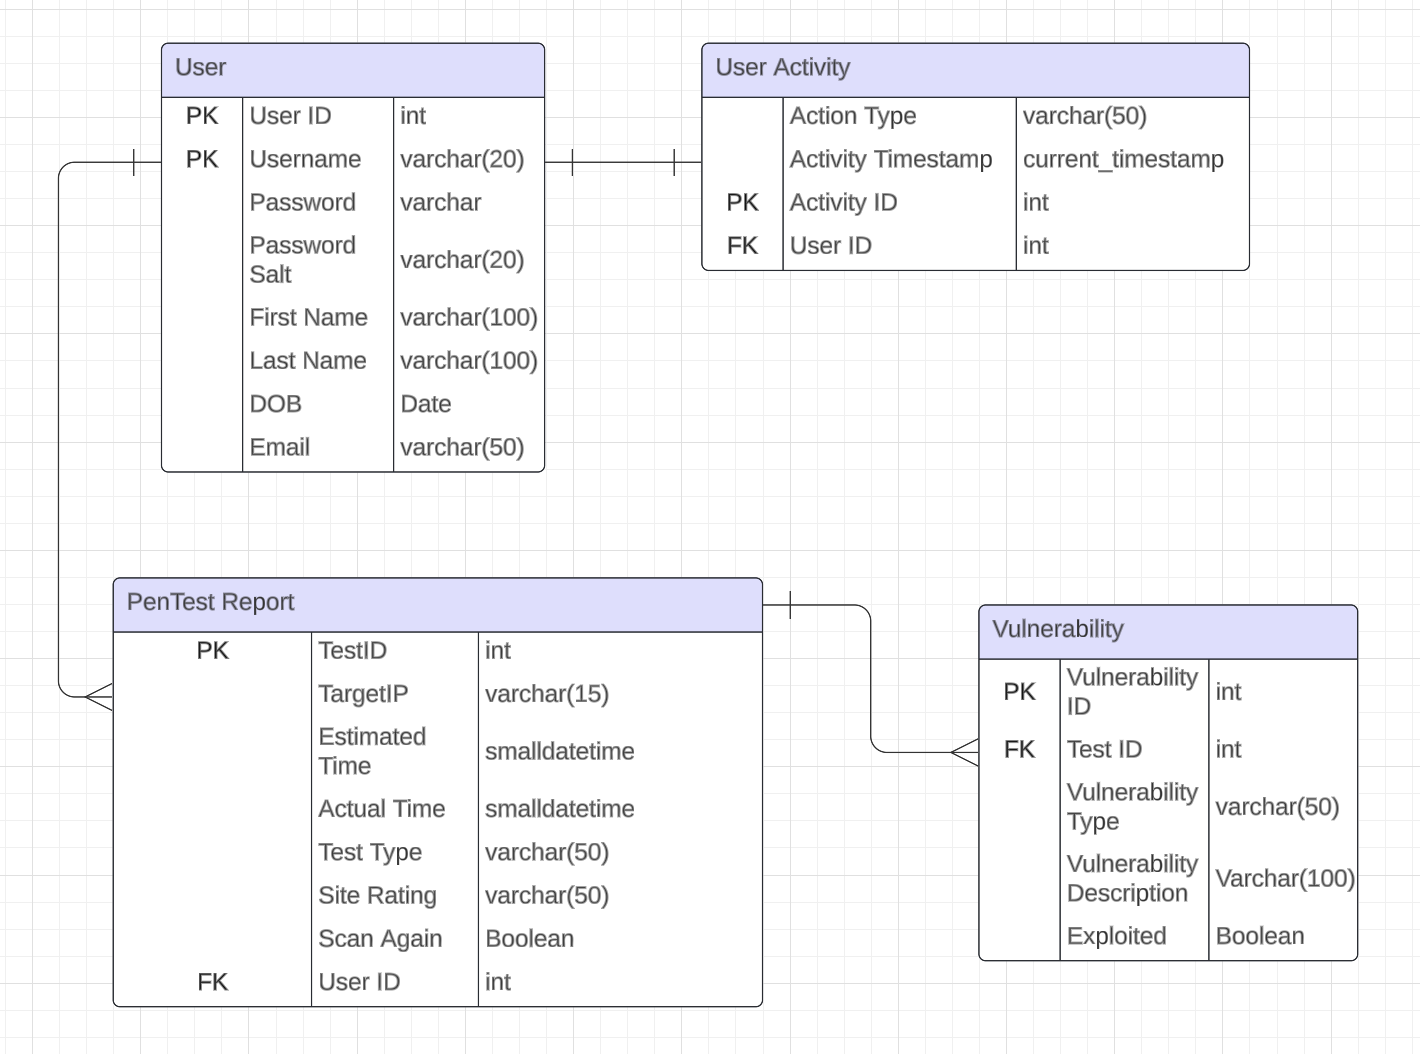 User
PK User ID int
PK Username varchar(20)
Password varchar
Password
Salt varchar(20)
First Name varchar(100)
Last Name varchar(100)
DOB Date
Email varchar(50)
User Activity
Action Type varchar(50)
Activity Timestamp current_timestamp
PK Activity ID int
FK User ID int
PenTest Report
PK TestID int
TargetIP varchar(15)
Estimated
Time smalldatetime
Actual Time smalldatetime
Test Type varchar(50)
Site Rating varchar(50)
Scan Again Boolean
FK User ID int
Vulnerability
PK Vulnerability
ID int
FK Test ID int
Vulnerability
Type varchar(50)
Vulnerability
Description Varchar(100)
Exploited Boolean